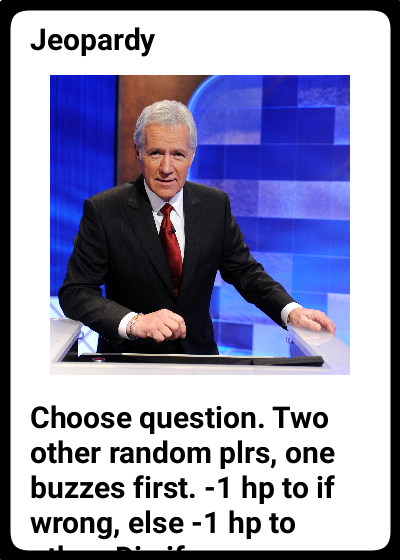 Jeopardy
Choose question. Two
other random plrs, one
buzzes first. -1 hp to if
wrong, else -1 hp to